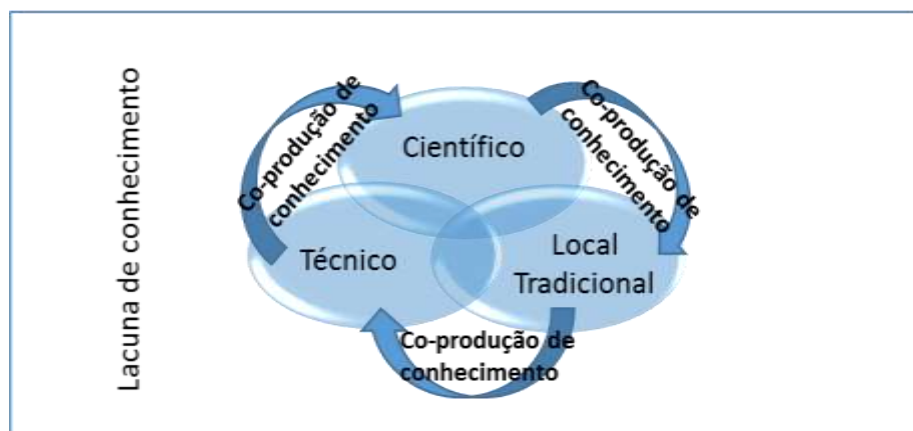 Lacuna de conhecimento
Co-produção de
conhecimento
Científico
Co-produção de
conhecimento
Técnico
Local
Tradicional
Co-produção de
conhecimento